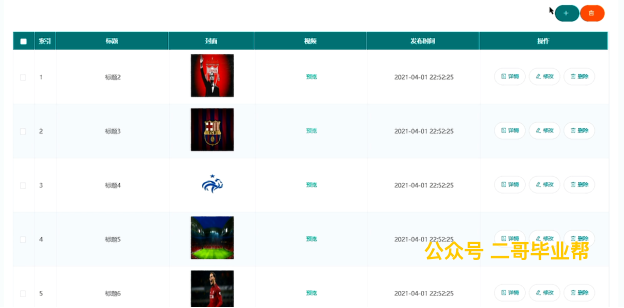 索引 标题 封面 视频 发布时间 操作
1 标题2 预览 2021-04-01 22:52:25 详情 修改 删除
2 标题3 预览 2021-04-01 22:52:25 详情 修改 删除
3 标题4 预览 2021-04-01 22:52:25 详情 修改 删除
4 标题5 预览 2021-04-01 22:52:25 详情 修改 删除
公众号 二哥毕业帮
5 标题6 预览 2021-04-01 22:52:25 详情 修改 删除